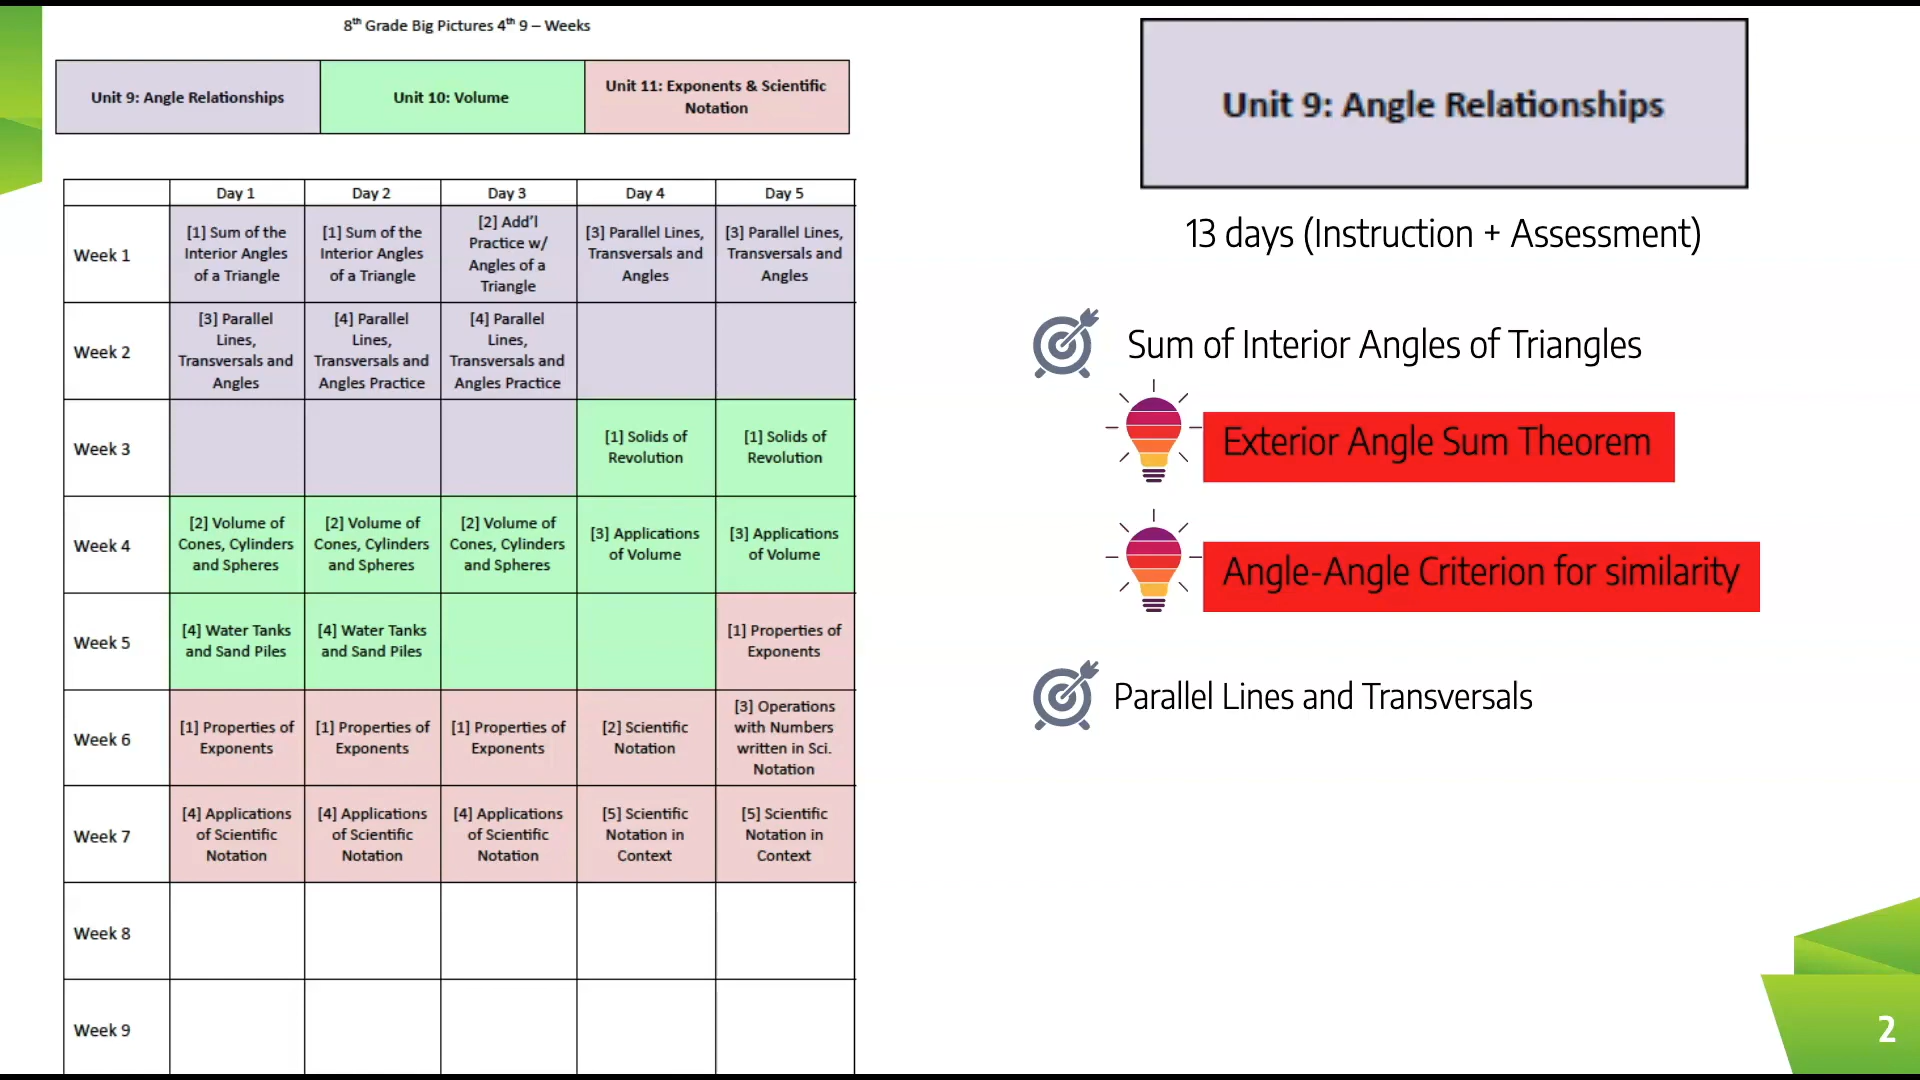 8th Grade Big Pictures 4th 9 – Weeks
Unit 9: Angle Relationships
Unit 10: Volume
Unit 11: Exponents & Scientific
Notation
Day 1
Day 2
Day 3
Day 4
Day 5
Week 1
[1] Sum of the
Interior Angles
of a Triangle
[1] Sum of the
Interior Angles
of a Triangle
[2] Add'l
Practice w/
Angles of a
Triangle
[3] Parallel Lines,
Transversals and
Angles
[3] Parallel Lines,
Transversals and
Angles
Week 2
[3] Parallel
Lines,
Transversals and
Angles
[4] Parallel
Lines,
Transversals and
Angles Practice
[4] Parallel
Lines,
Transversals and
Angles Practice
Week 3
[1] Solids of
Revolution
[1] Solids of
Revolution
Week 4
[2] Volume of
Cones, Cylinders
and Spheres
[2] Volume of
Cones, Cylinders
and Spheres
[2] Volume of
Cones, Cylinders
and Spheres
[3] Applications
of Volume
[3] Applications
of Volume
Week 5
[4] Water Tanks
and Sand Piles
[4] Water Tanks
and Sand Piles
[1] Properties of
Exponents
Week 6
[1] Properties of
Exponents
[1] Properties of
Exponents
[1] Properties of
Exponents
[2] Scientific
Notation
[3] Operations
with Numbers
written in Sci.
Notation
Week 7
[4] Applications
of Scientific
Notation
[4] Applications
of Scientific
Notation
[4] Applications
of Scientific
Notation
[5] Scientific
Notation in
Context
[5] Scientific
Notation in
Context
Week 8
Week 9
Unit 9: Angle Relationships
13 days (Instruction + Assessment)
Sum of Interior Angles of Triangles
Exterior Angle Sum Theorem
Angle-Angle Criterion for similarity
Parallel Lines and Transversals
2